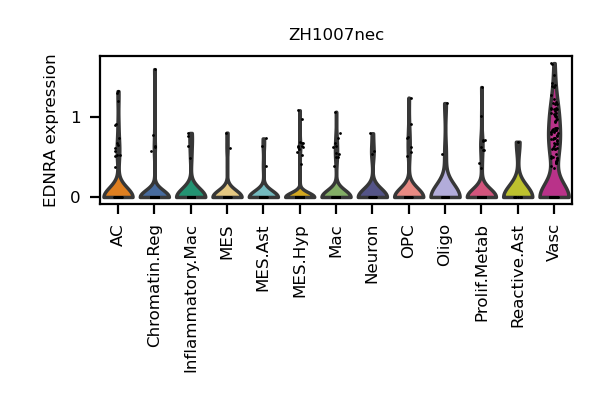 ZH1007nec
EDNRA expression
1
0
AC
Chromatin.Reg
Inflammatory.Mac
MES
MES.Ast
MES.Hyp
Mac
Neuron
OPC
Oligo
Prolif.Metab
Reactive.Ast
Vasc